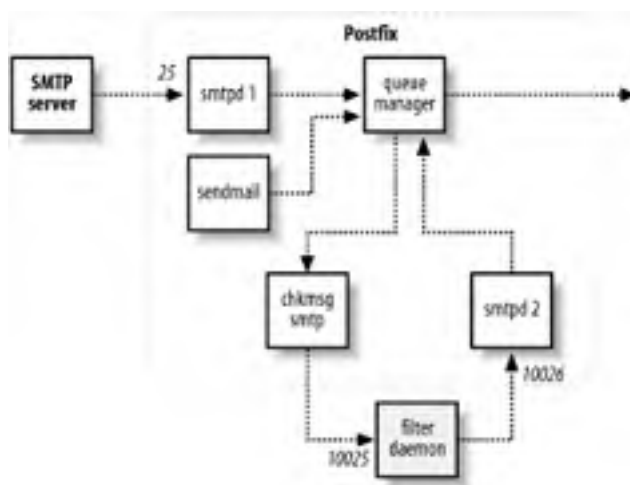 Postfix
SMTP
server
25
smtpd 1
queue
manager
sendmail
chkmsg
smtp
smtpd 2
10025
filter
daemon
10026